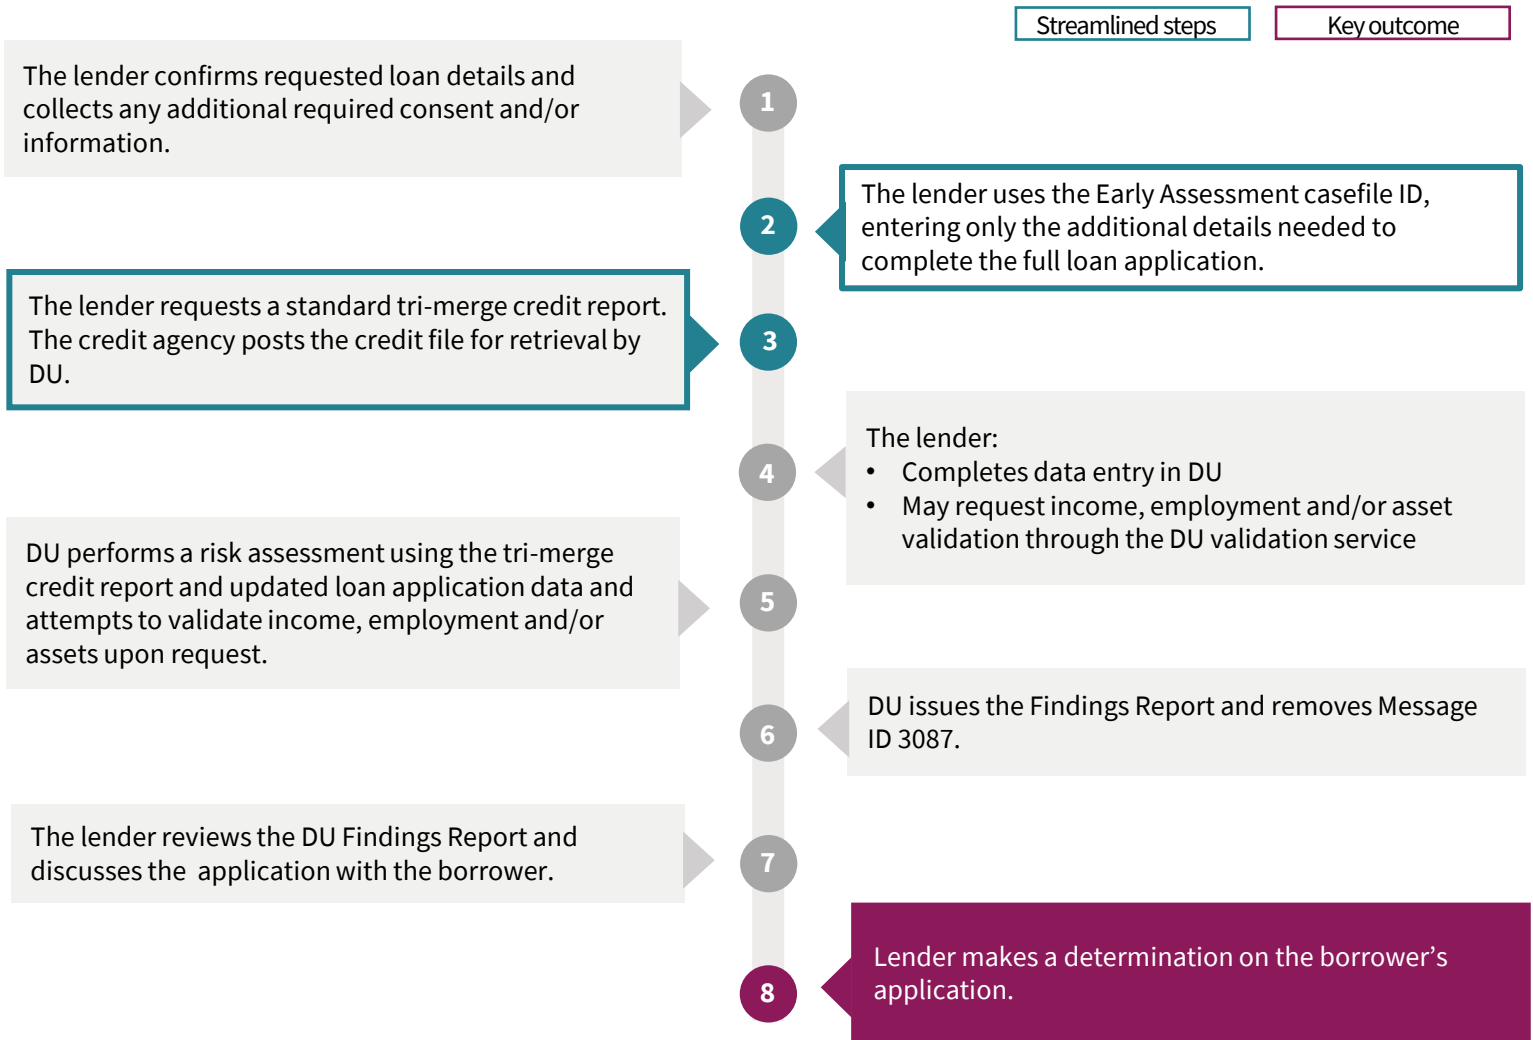 Streamlined steps
Key outcome
The lender confirms requested loan details and
collects any additional required consent and/or
information.
1
2
The lender uses the Early Assessment casefile ID,
entering only the additional details needed to
complete the full loan application.
The lender requests a standard tri-merge credit report.
The credit agency posts the credit file for retrieval by
DU.
3
4
The lender:
• Completes data entry in DU
• May request income, employment and/or asset
validation through the DU validation service
DU performs a risk assessment using the tri-merge
credit report and updated loan application data and
attempts to validate income, employment and/or
assets upon request.
5
6
DU issues the Findings Report and removes Message
ID 3087.
The lender reviews the DU Findings Report and
discusses the application with the borrower.
7
8
Lender makes a determination on the borrower’s
application.